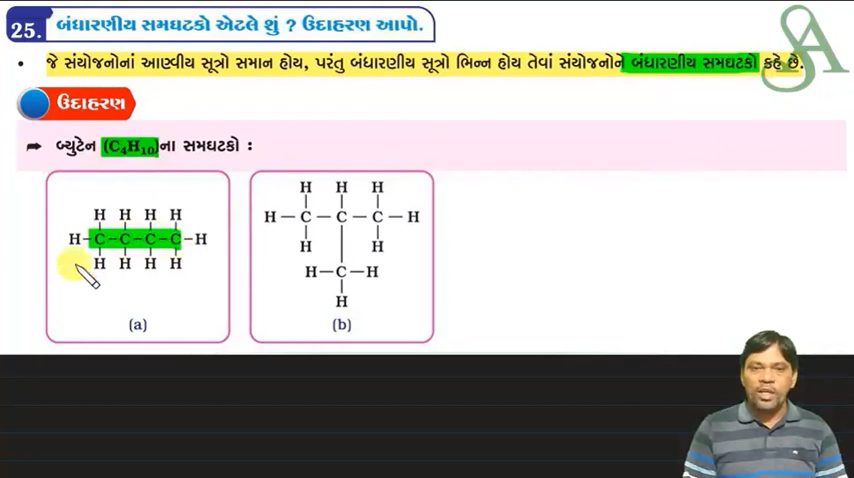 25. બંધારણીય સમઘટકો એટલે શું ? ઉદાહરણ આપો.
• જે સંયોજનોનાં આણ્વીય સૂત્રો સમાન હોય, પરંતુ બંધારણીય સૂત્રો ભિન્ન હોય તેવાં સંયોજનોને બંધારણીય સમઘટકો કહે છે.
ઉદાહરણ
➡ બ્યુટેન (C₄H₁₀)ના સમઘટકો :
H H H H
H–C–C–C–C–H
H H H H
(a)
H H H
H–C–C–C–H
H H
H–C–H
H
(b)
SA